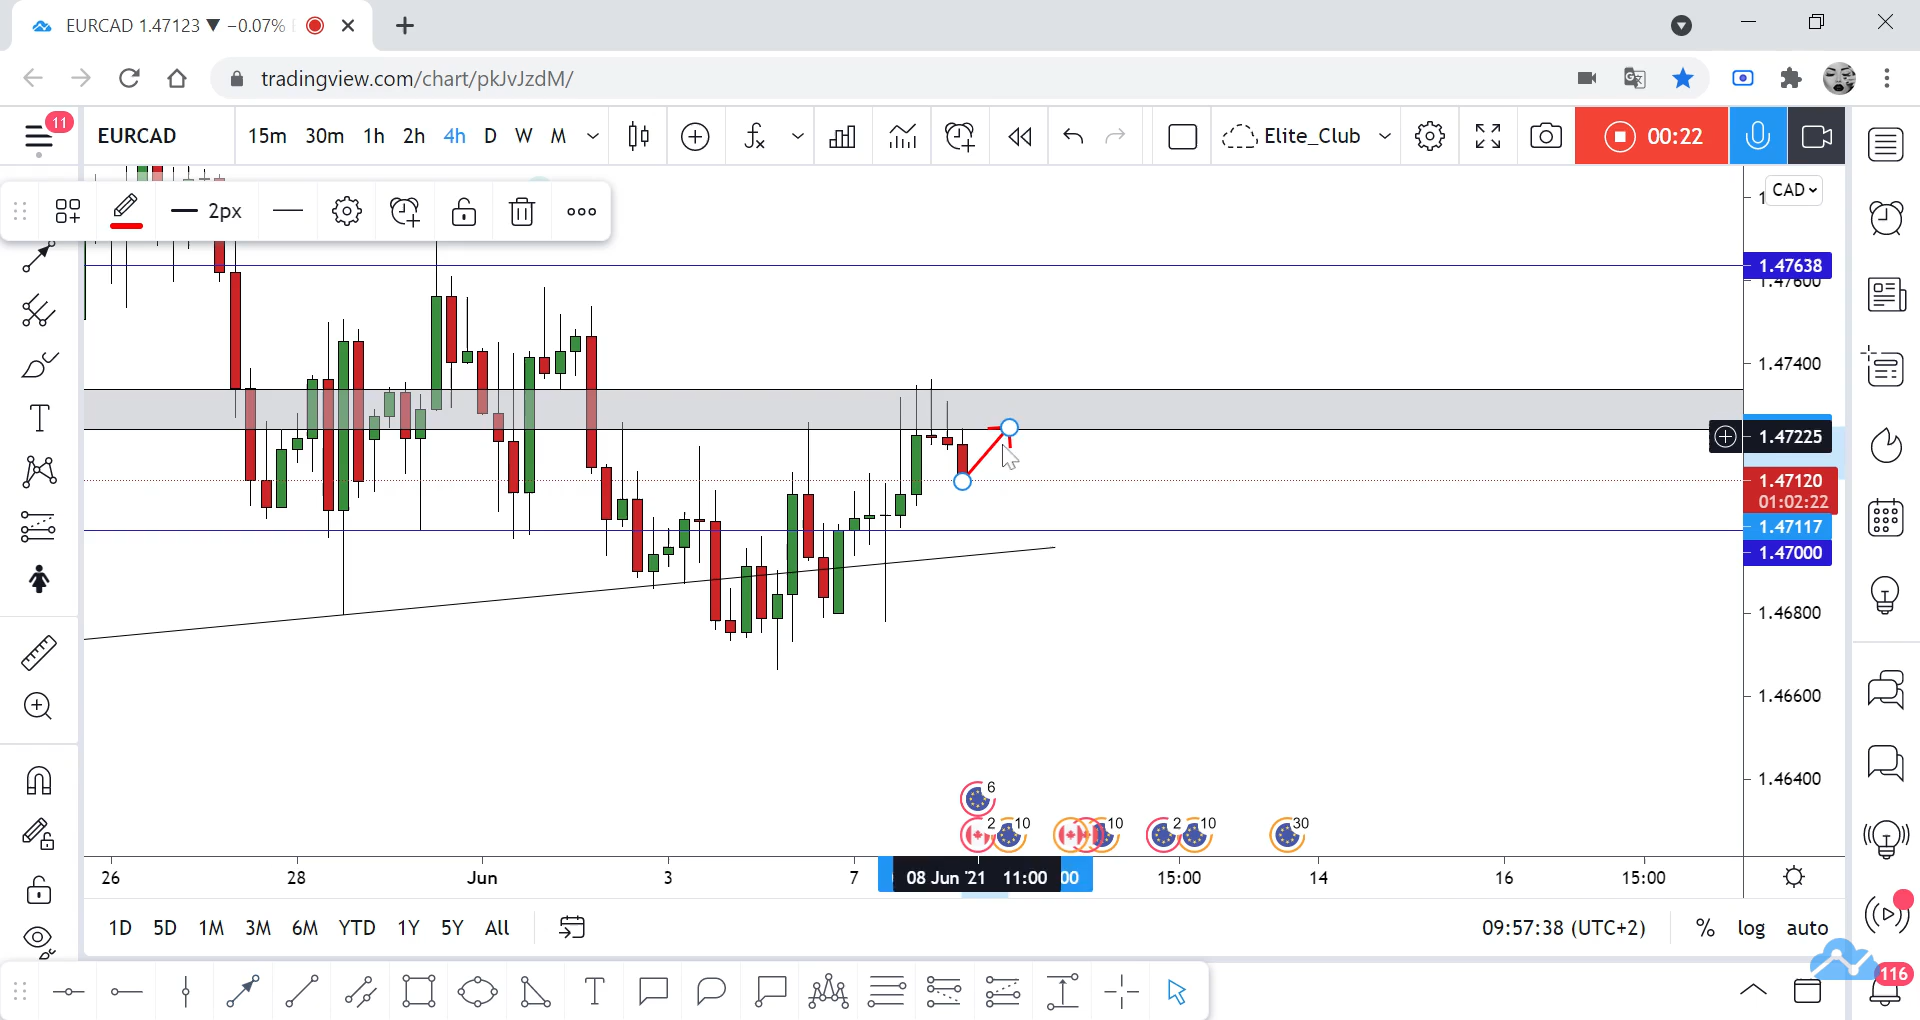 EURCAD 1.47123 ▼ −0.07%
tradingview.com/chart/pkJvJzdM/
11
EURCAD
15m 30m 1h 2h 4h D W M
Elite_Club
00:22
2px
CAD
1.47638
1.47600
1.47400
1.47225
1.47120
01:02:22
1.47117
1.47000
1.46800
1.46600
1.46400
6
2 10 10 2 10 30
26 28 Jun 3 7 08 Jun '21 11:00 00 15:00 14 16 15:00
1D 5D 1M 3M 6M YTD 1Y 5Y All
09:57:38 (UTC+2) % log auto
116